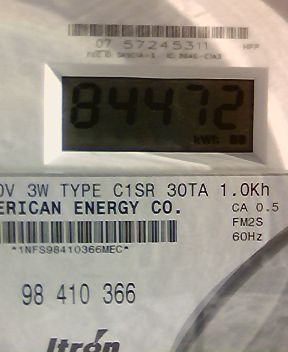 07 57245311
84472
kWh
0V 3W TYPE C1SR 30TA 1.0Kh
ERICAN ENERGY CO.
CA 0.5
FM2S
60Hz
*1NFS98410366MEC*
98 410 366
Itrón